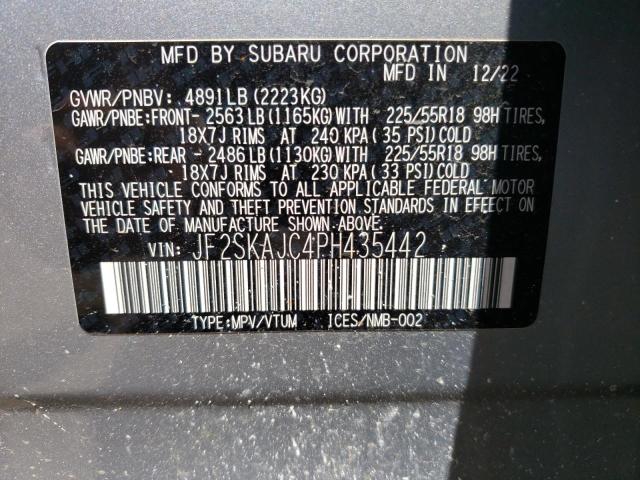 MFD BY SUBARU CORPORATION
MFD IN 12/22
GVWR/PNBV: 4891LB (2223KG)
GAWR/PNBE:FRONT- 2563LB(1165KG)WITH 225/55R18 98H TIRES,
18X7J RIMS AT 240 KPA(35 PSI)COLD
GAWR/PNBE:REAR - 2486LB(1130KG)WITH 225/55R18 98H TIRES,
18X7J RIMS AT 230 KPA(33 PSI)COLD
THIS VEHICLE CONFORMS TO ALL APPLICABLE FEDERAL MOTOR
VEHICLE SAFETY AND THEFT PREVENTION STANDARDS IN EFFECT ON
THE DATE OF MANUFACTURE SHOWN ABOVE.
VIN: JF2SKAJC4PH435442
TYPE:MPV/VTUM ICES/NMB-002